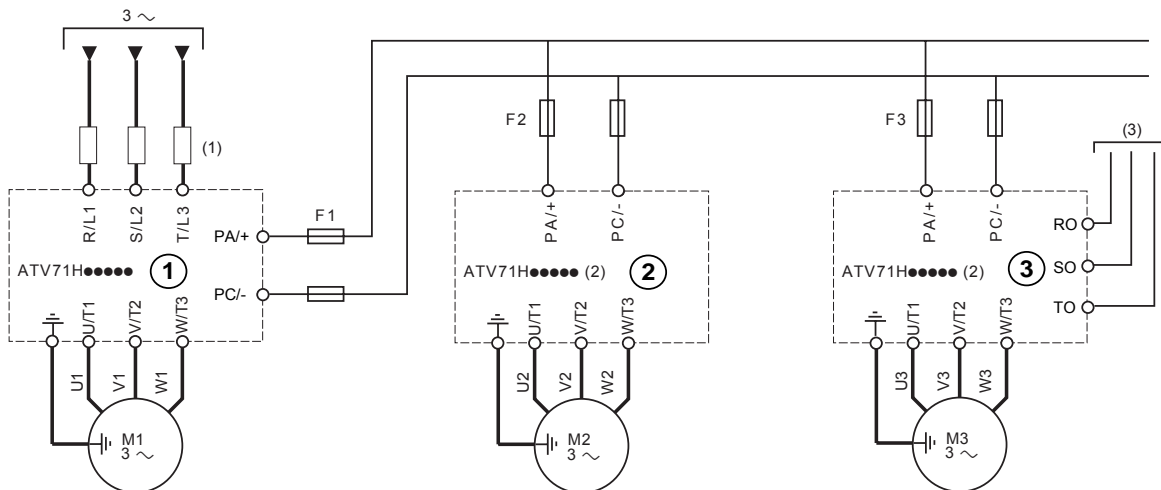 3 ∼
(1)
R/L1
S/L2
T/L3
PA/+
F1
ATV71H●●●●● 1
PC/-
U/T1
V/T2
W/T3
U1
V1
W1
M1
3 ∼
F2
PA/+
PC/-
ATV71H●●●●● (2) 2
U/T1
V/T2
W/T3
U2
V2
W2
M2
3 ∼
F3
(3)
PA/+
PC/-
RO
ATV71H●●●●● (2) 3
SO
TO
U/T1
V/T2
W/T3
U3
V3
W3
M3
3 ∼